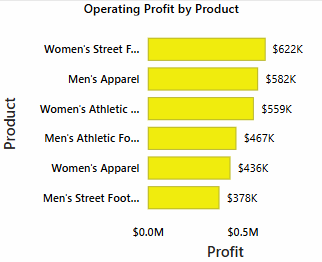 Operating Profit by Product
Product
Women's Street F... $622K
Men's Apparel $582K
Women's Athletic ... $559K
Men's Athletic Fo... $467K
Women's Apparel $436K
Men's Street Foot... $378K
$0.0M $0.5M
Profit